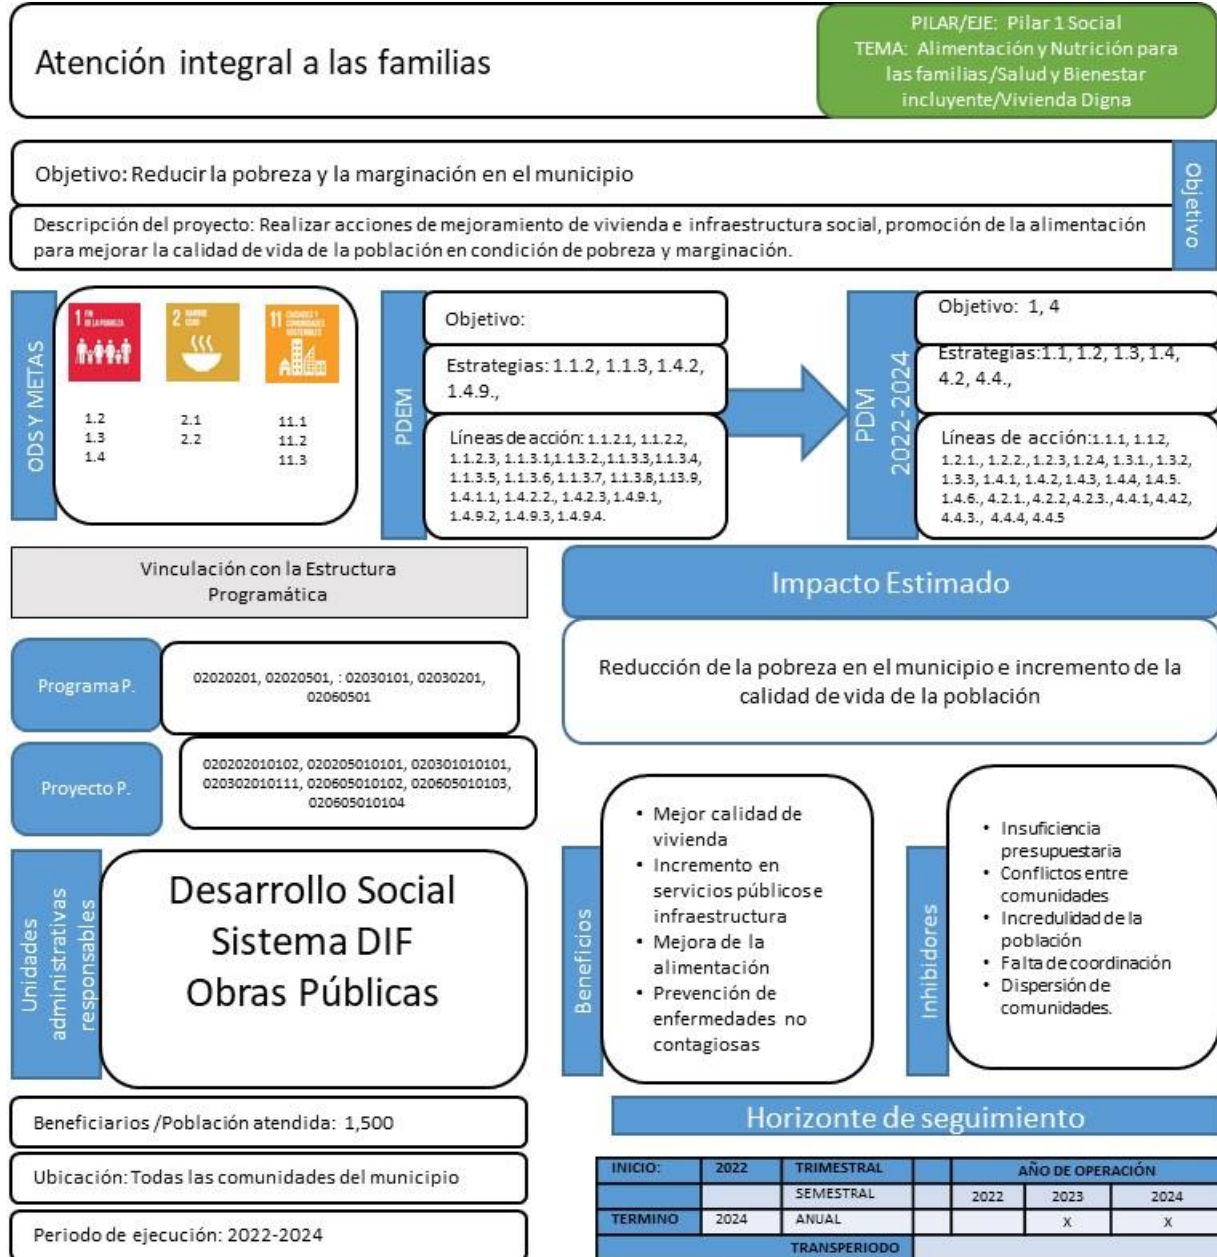 Atención integral a las familias
PILAR/EJE: Pilar 1 Social
TEMA: Alimentación y Nutrición para
las familias/Salud y Bienestar
incluyente/Vivienda Digna
Objetivo: Reducir la pobreza y la marginación en el municipio
Descripción del proyecto: Realizar acciones de mejoramiento de vivienda e infraestructura social, promoción de la alimentación
para mejorar la calidad de vida de la población en condición de pobreza y marginación.
Objetivo
ODS Y METAS
1 FIN
DE LA POBREZA
2 HAMBRE
CERO
11 CIUDADES Y
COMUNIDADES
SOSTENIBLES
1.2
1.3
1.4
2.1
2.2
11.1
11.2
11.3
PDEM
Objetivo:
Estrategias: 1.1.2, 1.1.3, 1.4.2,
1.4.9.,
Líneas de acción: 1.1.2.1, 1.1.2.2,
1.1.2.3, 1.1.3.1,1.1.3.2.,1.1.3.3,1.1.3.4,
1.1.3.5, 1.1.3.6, 1.1.3.7, 1.1.3.8,1.13.9,
1.4.1.1, 1.4.2.2., 1.4.2.3, 1.4.9.1,
1.4.9.2, 1.4.9.3, 1.4.9.4.
PDM
2022-2024
Objetivo: 1, 4
Estrategias:1.1, 1.2, 1.3, 1.4,
4.2, 4.4.,
Líneas de acción:1.1.1, 1.1.2,
1.2.1., 1.2.2., 1.2.3, 1.2.4, 1.3.1., 1.3.2,
1.3.3, 1.4.1, 1.4.2, 1.4.3, 1.4.4, 1.4.5.
1.4.6., 4.2.1., 4.2.2, 4.2.3., 4.4.1, 4.4.2,
4.4.3., 4.4.4, 4.4.5
Vinculación con la Estructura
Programática
Programa P.
02020201, 02020501, : 02030101, 02030201,
02060501
Proyecto P.
020202010102, 020205010101, 020301010101,
020302010111, 020605010102, 020605010103,
020605010104
Impacto Estimado
Reducción de la pobreza en el municipio e incremento de la
calidad de vida de la población
Unidades
administrativas
responsables
Desarrollo Social
Sistema DIF
Obras Públicas
Beneficios
• Mejor calidad de
vivienda
• Incremento en
servicios públicos e
infraestructura
• Mejora de la
alimentación
• Prevención de
enfermedades no
contagiosas
Inhibidores
• Insuficiencia
presupuestaria
• Conflictos entre
comunidades
• Incredulidad de la
población
• Falta de coordinación
• Dispersión de
comunidades.
Beneficiarios /Población atendida: 1,500
Ubicación: Todas las comunidades del municipio
Periodo de ejecución: 2022-2024
Horizonte de seguimiento
INICIO: 2022 TRIMESTRAL AÑO DE OPERACIÓN
SEMESTRAL 2022 2023 2024
TERMINO 2024 ANUAL X X
TRANSPERIODO